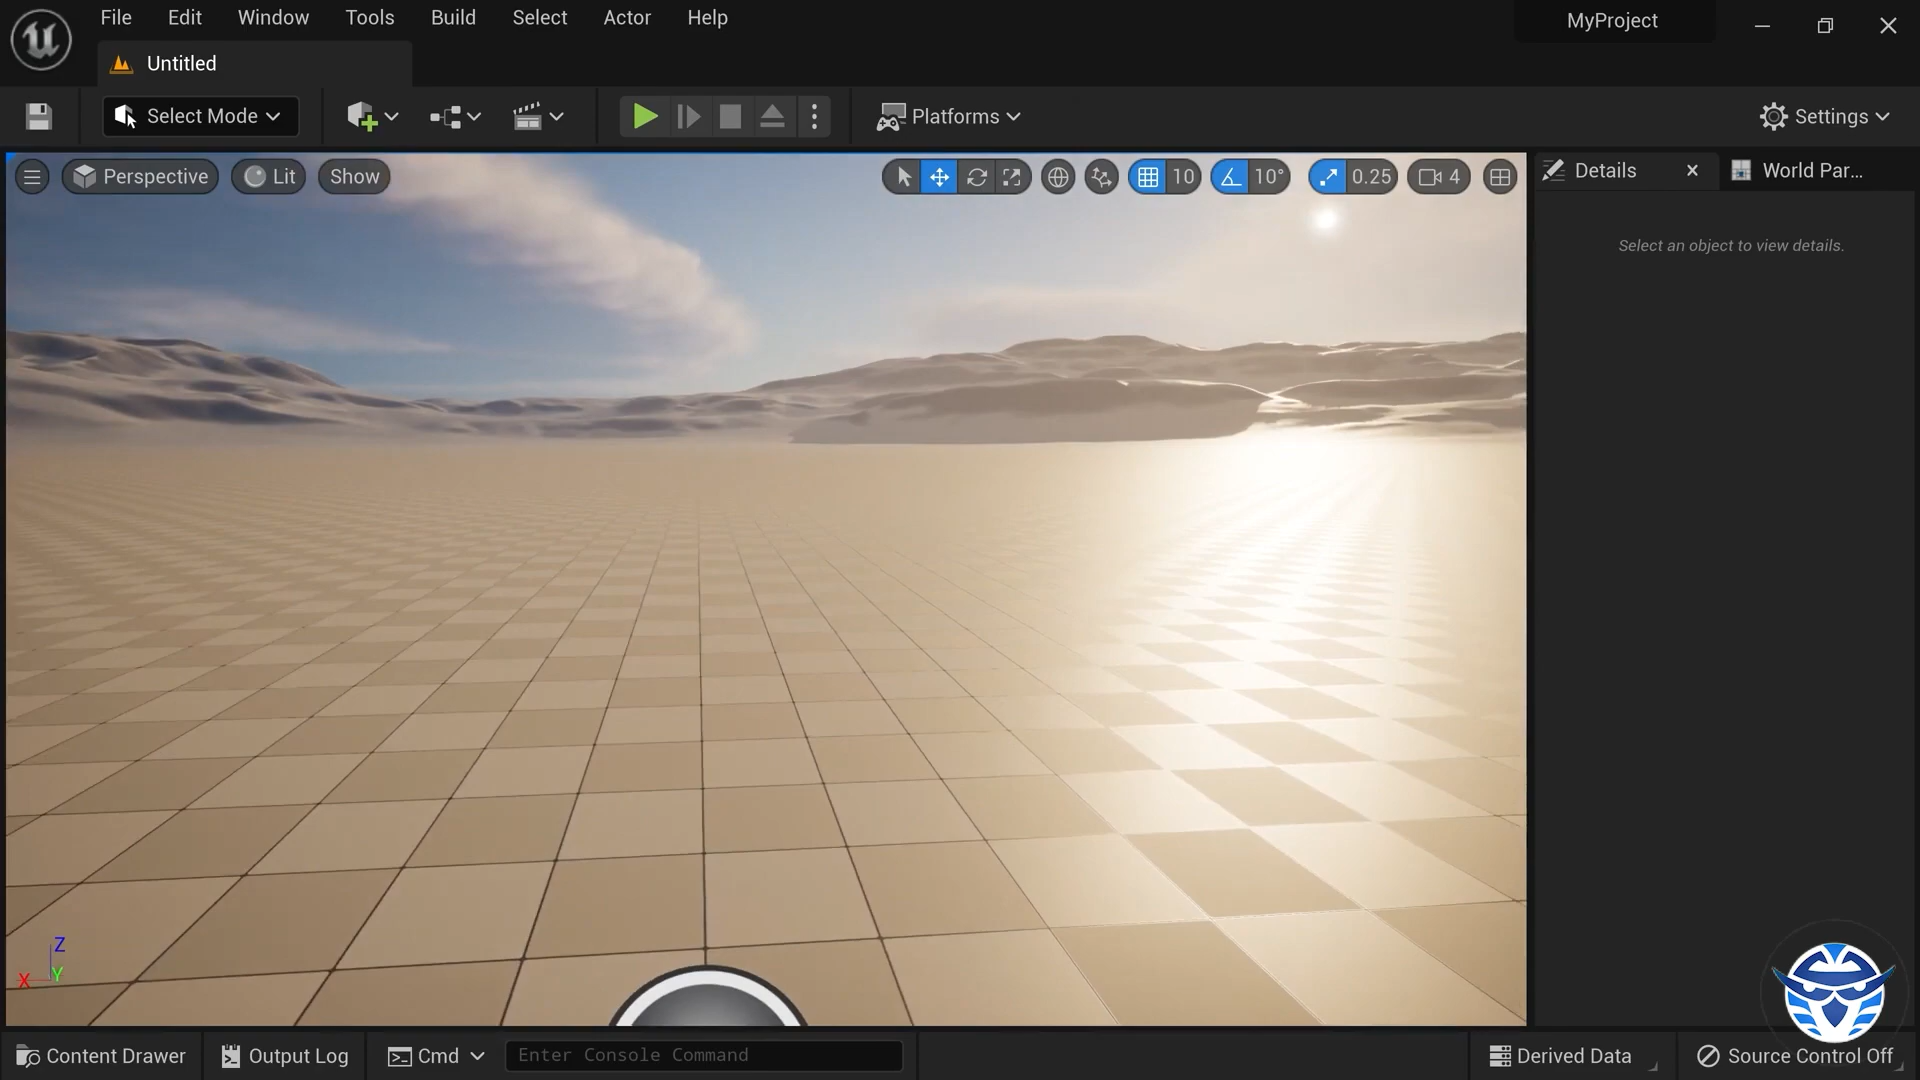 File Edit Window Tools Build Select Actor Help
MyProject
Untitled
Select Mode
Platforms
Settings
Perspective Lit Show
10 10° 0.25 4
Details World Par...
Select an object to view details.
Z
X Y
Content Drawer Output Log Cmd Enter Console Command Derived Data Source Control Off